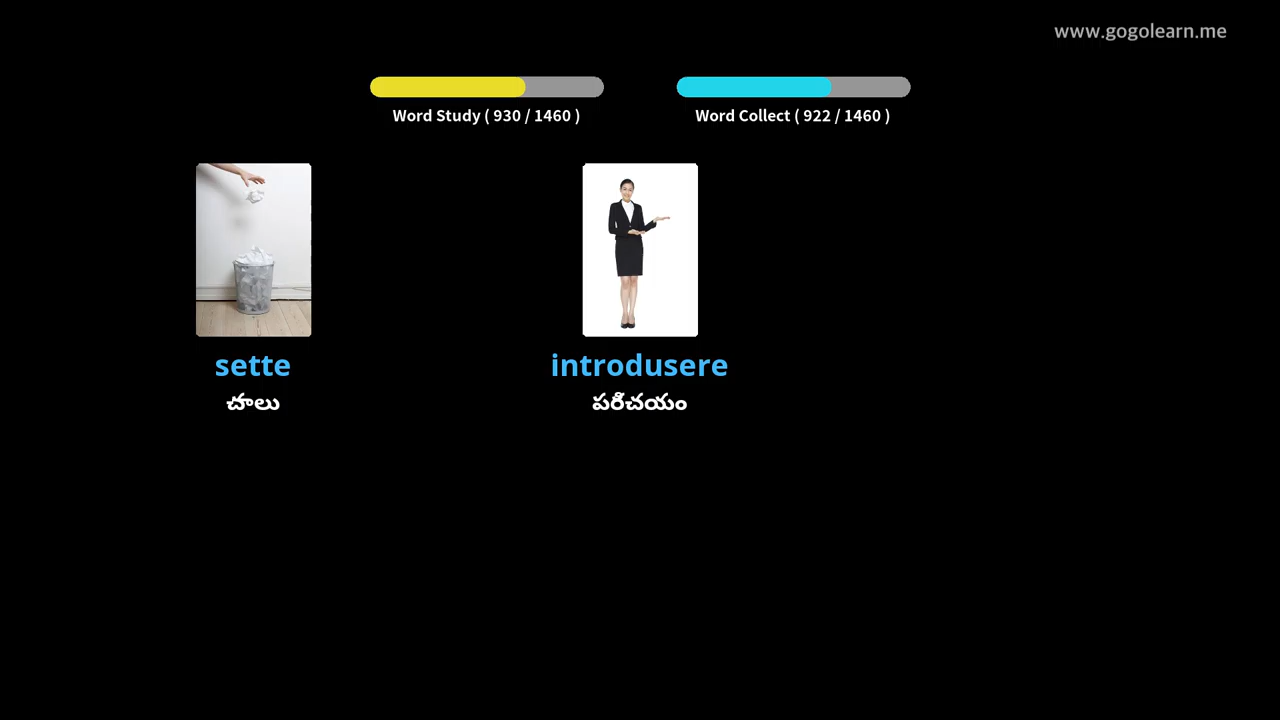 www.gogolearn.me
Word Study ( 930 / 1460 )
Word Collect ( 922 / 1460 )
sette
చాలు
introdusere
పరిచయం